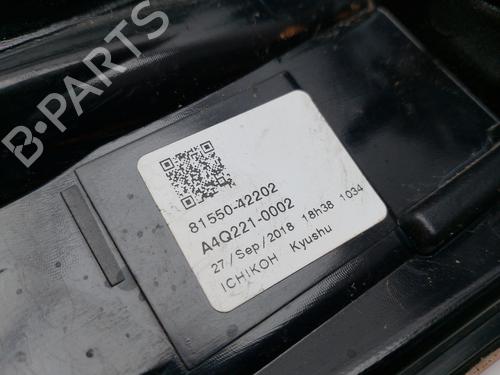 B-PARTS
81550-42202
A4Q221-0002
27/Sep/2018 18h38 1034
ICHIKOH Kyushu